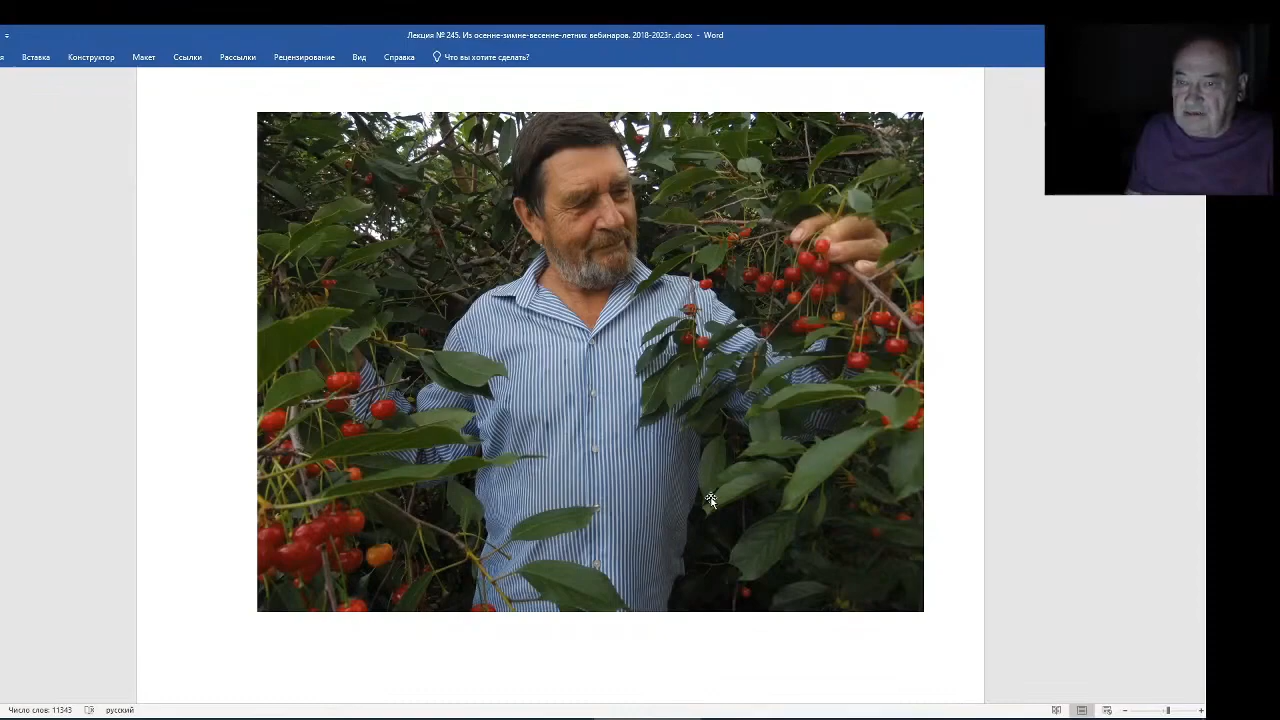 Лекция № 245. Из осенне-зимне-весенне-летних вебинаров. 2018-2023г..docx - Word
Вставка Конструктор Макет Ссылки Рассылки Рецензирование Вид Справка Что вы хотите сделать?
Число слов: 11343 русский